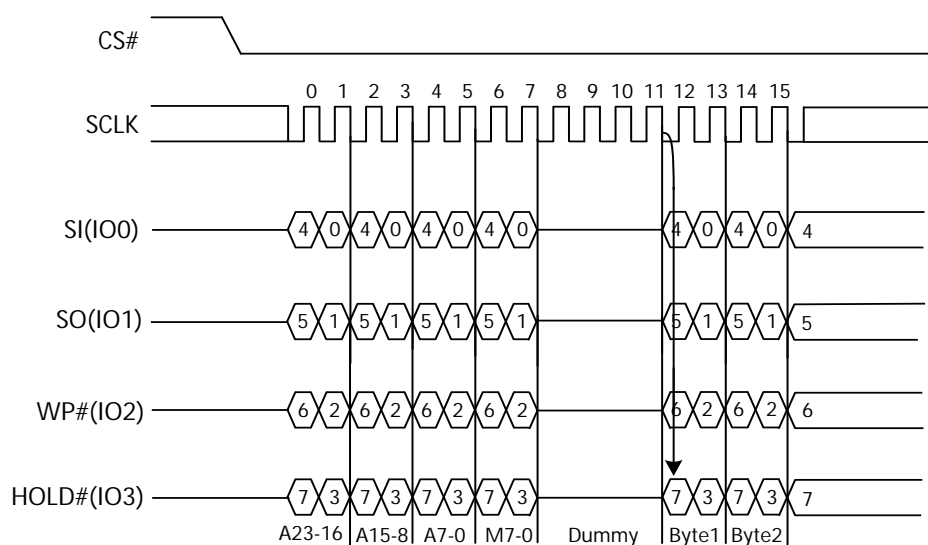 CS#
0 1 2 3 4 5 6 7 8 9 10 11 12 13 14 15
SCLK
SI(IO0) 4 0 4 0 4 0 4 0 4 0 4 0 4
SO(IO1) 5 1 5 1 5 1 5 1 5 1 5 1 5
WP#(IO2) 6 2 6 2 6 2 6 2 6 2 6 2 6
HOLD#(IO3) 7 3 7 3 7 3 7 3 7 3 7 3 7
A23-16 A15-8 A7-0 M7-0 Dummy Byte1 Byte2